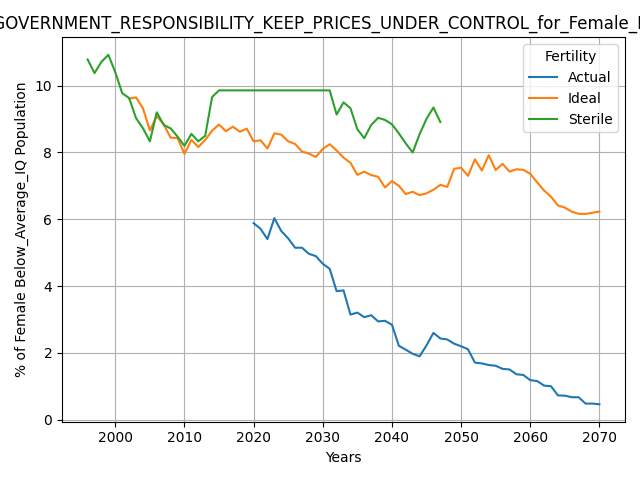 GOVERNMENT_RESPONSIBILITY_KEEP_PRICES_UNDER_CONTROL_for_Female_
Fertility
Actual
Ideal
Sterile
% of Female Below_Average_IQ Population
10
8
6
4
2
0
2000
2010
2020
2030
2040
2050
2060
2070
Years